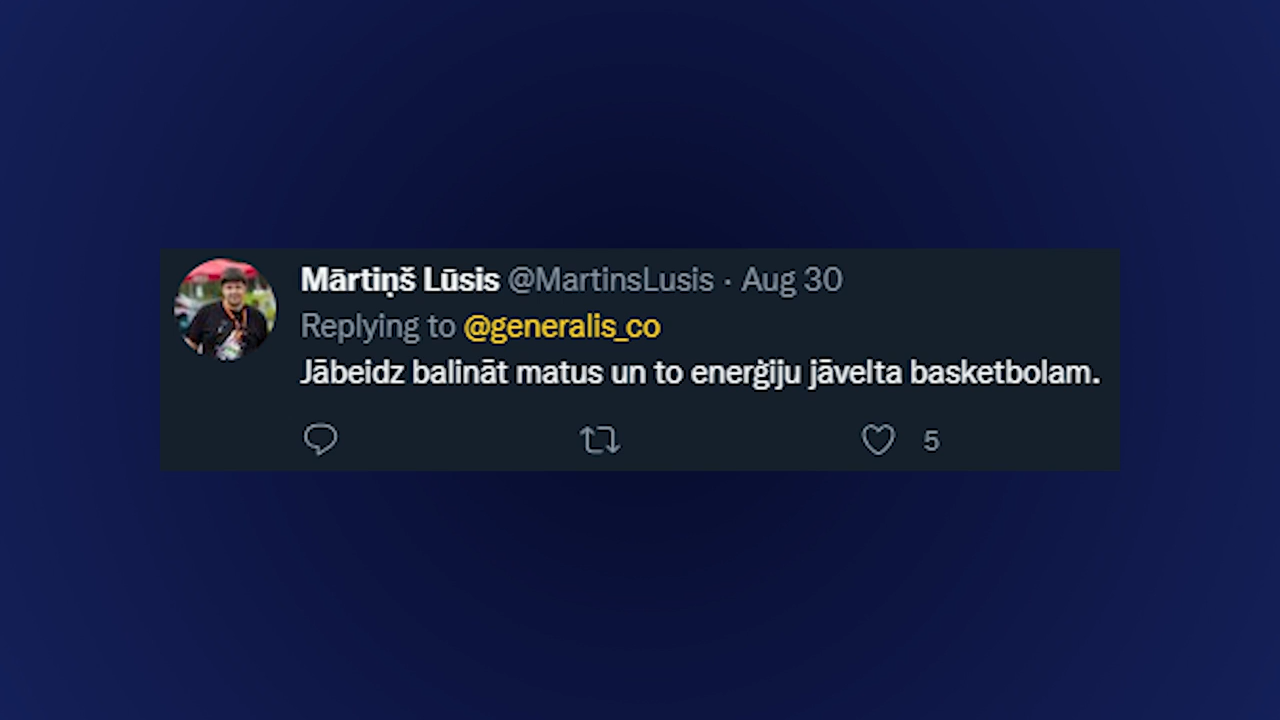 Mārtiņš Lūsis @MartinsLusis · Aug 30
Replying to @generalis_co
Jābeidz balināt matus un to enerģiju jāvelta basketbolam.
5